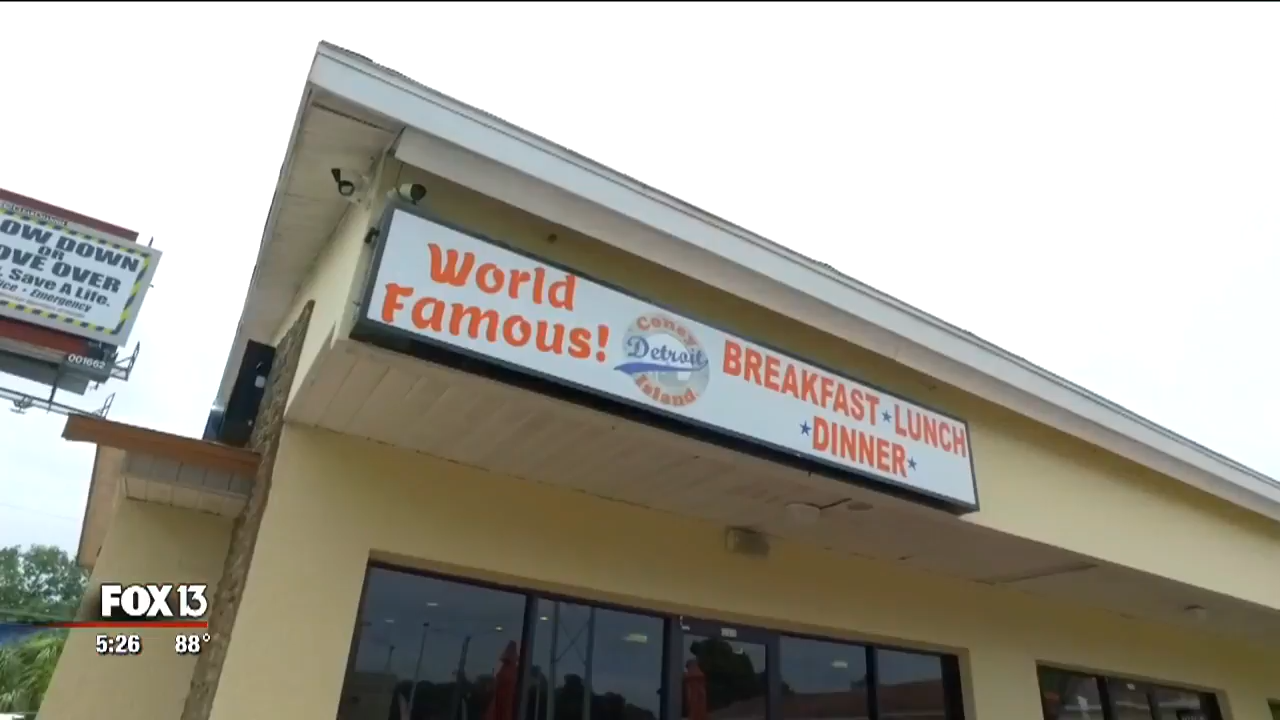 OW DOWN
OR
OVE OVER
. Save A Life.
ice • Emergency
001662
World
Famous!
Coney
Detroit
Island
BREAKFAST★LUNCH
★DINNER★
FOX 13
5:26 88°